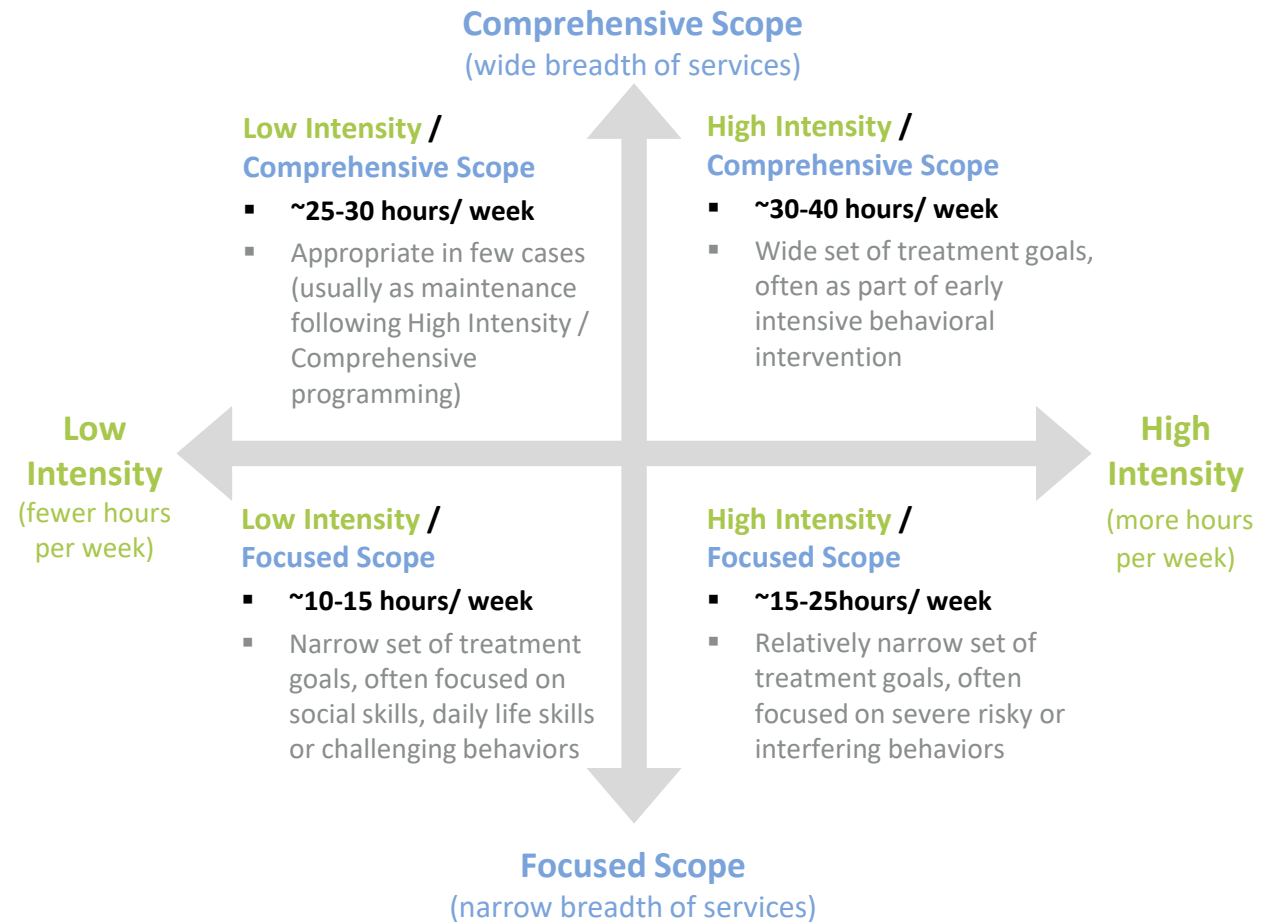 Comprehensive Scope
(wide breadth of services)
Low Intensity /
Comprehensive Scope
▪ ~25-30 hours/ week
▪ Appropriate in few cases
(usually as maintenance
following High Intensity /
Comprehensive
programming)
High Intensity /
Comprehensive Scope
▪ ~30-40 hours/ week
▪ Wide set of treatment goals,
often as part of early
intensive behavioral
intervention
Low
Intensity
(fewer hours
per week)
High
Intensity
(more hours
per week)
Low Intensity /
Focused Scope
▪ ~10-15 hours/ week
▪ Narrow set of treatment
goals, often focused on
social skills, daily life skills
or challenging behaviors
High Intensity /
Focused Scope
▪ ~15-25hours/ week
▪ Relatively narrow set of
treatment goals, often
focused on severe risky or
interfering behaviors
Focused Scope
(narrow breadth of services)